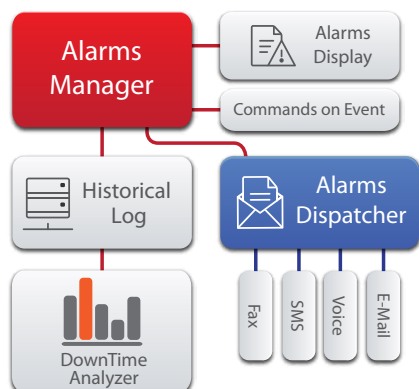 Alarms
Manager
Alarms
Display
Commands on Event
Historical
Log
Alarms
Dispatcher
Fax
SMS
Voice
E-Mail
DownTime
Analyzer